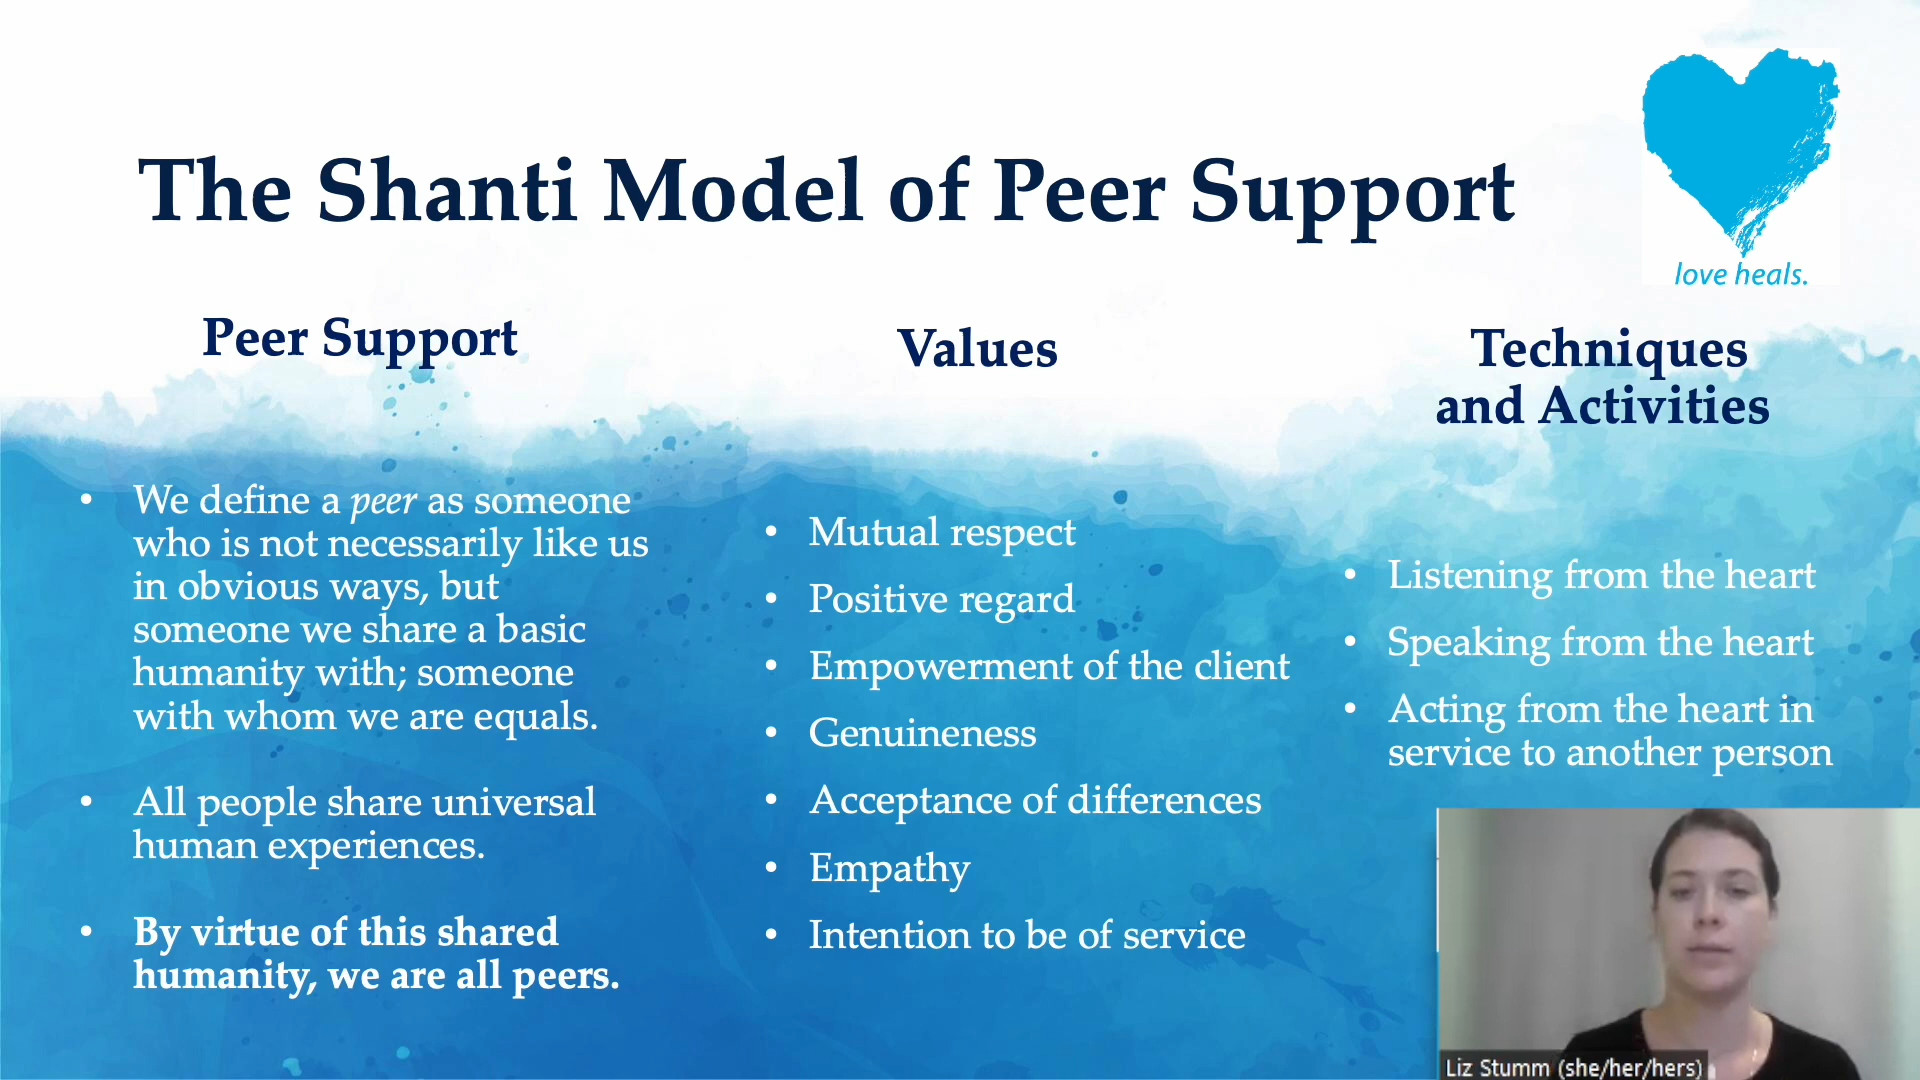 The Shanti Model of Peer Support
love heals.
Peer Support
• We define a peer as someone
who is not necessarily like us
in obvious ways, but
someone we share a basic
humanity with; someone
with whom we are equals.
• All people share universal
human experiences.
• By virtue of this shared
humanity, we are all peers.
Values
• Mutual respect
• Positive regard
• Empowerment of the client
• Genuineness
• Acceptance of differences
• Empathy
• Intention to be of service
Techniques
and Activities
• Listening from the heart
• Speaking from the heart
• Acting from the heart in
service to another person
Liz Stumm (she/her/hers)